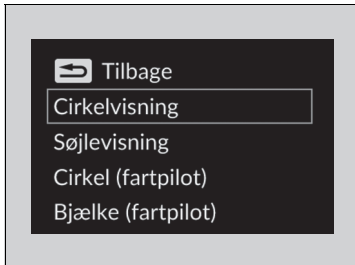 Tilbage
Cirkelvisning
Søjlevisning
Cirkel (fartpilot)
Bjælke (fartpilot)